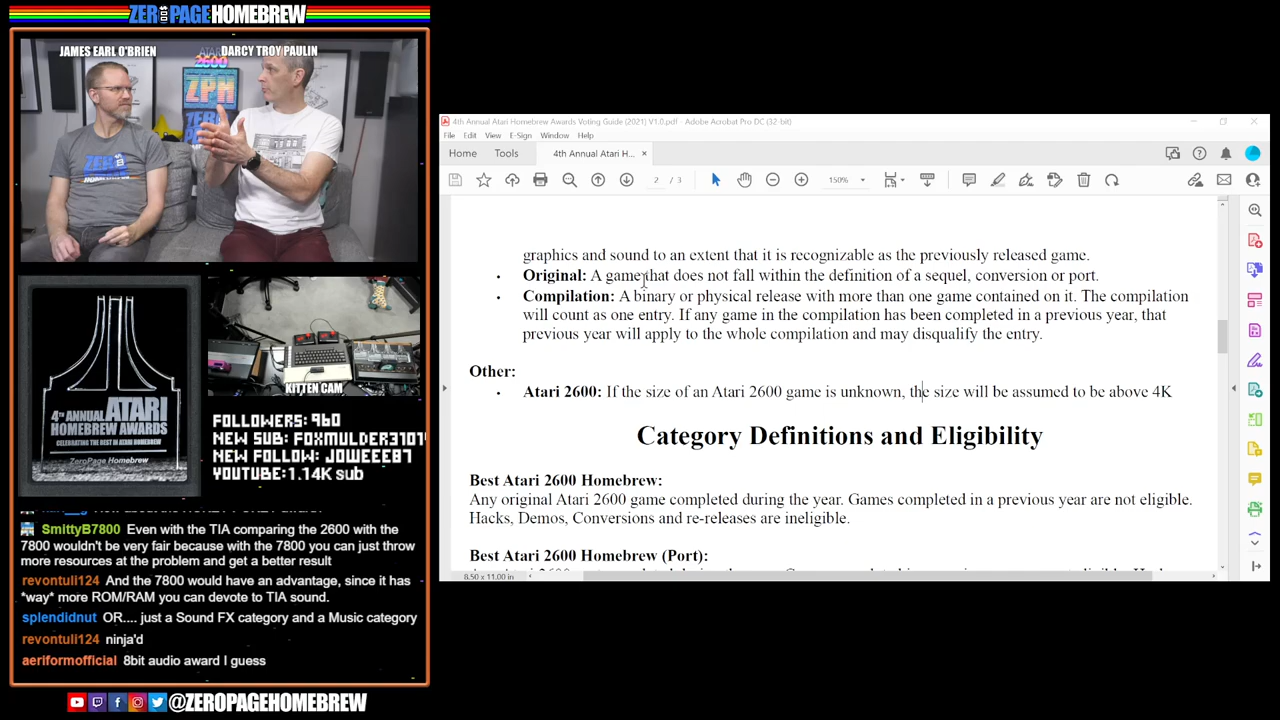 ZEROPAGE HOMEBREW
JAMES EARL O'BRIEN
DARCY TROY PAULIN
ATARI
2600
ZPH
4TH ANNUAL ATARI
HOMEBREW AWARDS
CELEBRATING THE BEST IN ATARI HOMEBREW
ZeroPage Homebrew
KITTEN CAM
FOLLOWERS: 960
NEW SUB: FOXMULDER3101
NEW FOLLOW: JOWEEE87
YOUTUBE: 1.14K sub
SmittyB7800 Even with the TIA comparing the 2600 with the
7800 wouldn't be very fair because with the 7800 you can just throw
more resources at the problem and get a better result
revontuli124 And the 7800 would have an advantage, since it has
*way* more ROM/RAM you can devote to TIA sound.
splendidnut OR.... just a Sound FX category and a Music category
revontuli124 ninja'd
aeriformofficial 8bit audio award I guess
@ZEROPAGEHOMEBREW
4th Annual Atari Homebrew Awards Voting Guide (2021) V1.0.pdf - Adobe Acrobat Pro DC (32-bit)
File Edit View E-Sign Window Help
Home Tools 4th Annual Atari H... ×
2 / 3 150%
graphics and sound to an extent that it is recognizable as the previously released game.
• Original: A game that does not fall within the definition of a sequel, conversion or port.
• Compilation: A binary or physical release with more than one game contained on it. The compilation
will count as one entry. If any game in the compilation has been completed in a previous year, that
previous year will apply to the whole compilation and may disqualify the entry.
Other:
• Atari 2600: If the size of an Atari 2600 game is unknown, the size will be assumed to be above 4K
Category Definitions and Eligibility
Best Atari 2600 Homebrew:
Any original Atari 2600 game completed during the year. Games completed in a previous year are not eligible.
Hacks, Demos, Conversions and re-releases are ineligible.
Best Atari 2600 Homebrew (Port):
8.50 x 11.00 in